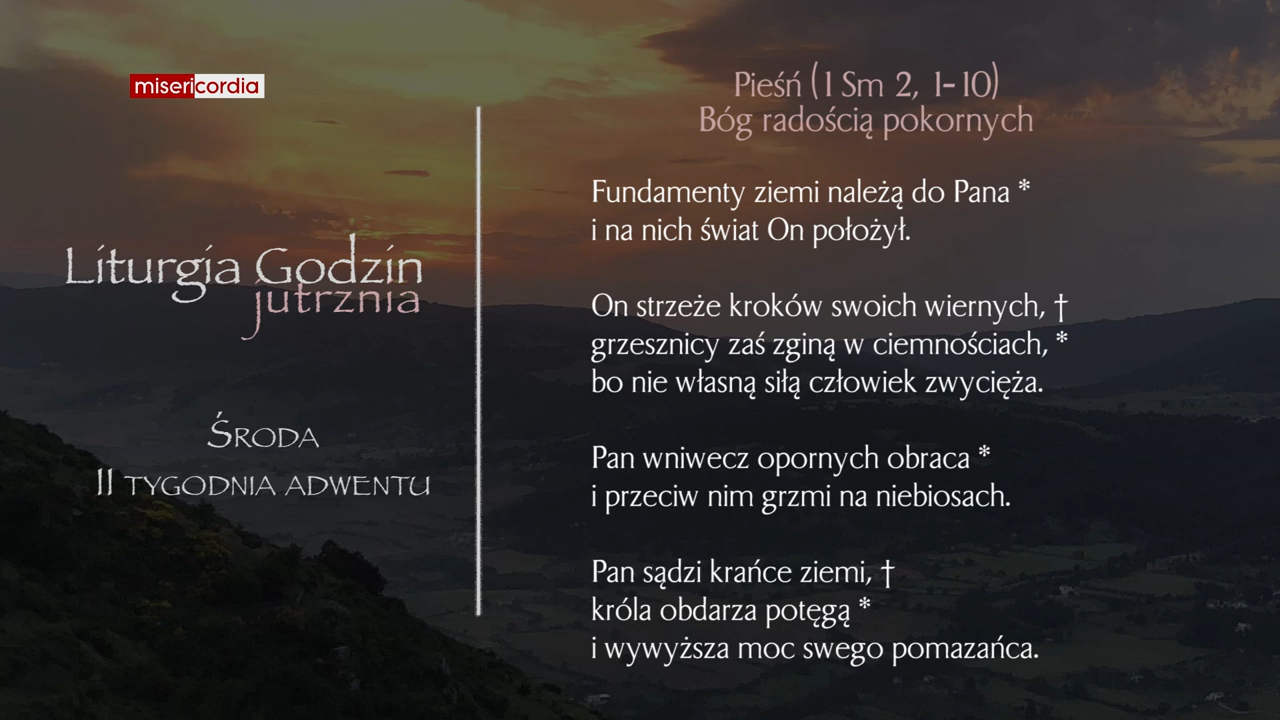 misericordia
Liturgia Godzin
jutrznia
Środa
II tygodnia adwentu
Pieśń (1 Sm 2, 1-10)
Bóg radością pokornych
Fundamenty ziemi należą do Pana *
i na nich świat On położył.
On strzeże kroków swoich wiernych, †
grzesznicy zaś zginą w ciemnościach, *
bo nie własną siłą człowiek zwycięża.
Pan wniwecz opornych obraca *
i przeciw nim grzmi na niebiosach.
Pan sądzi krańce ziemi, †
króla obdarza potęgą *
i wywyższa moc swego pomazańca.